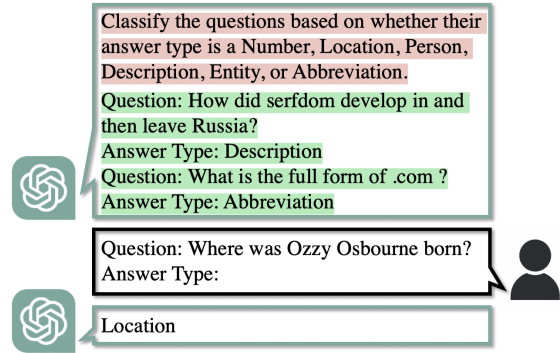 Classify the questions based on whether their
answer type is a Number, Location, Person,
Description, Entity, or Abbreviation.
Question: How did serfdom develop in and
then leave Russia?
Answer Type: Description
Question: What is the full form of .com ?
Answer Type: Abbreviation
Question: Where was Ozzy Osbourne born?
Answer Type:
Location